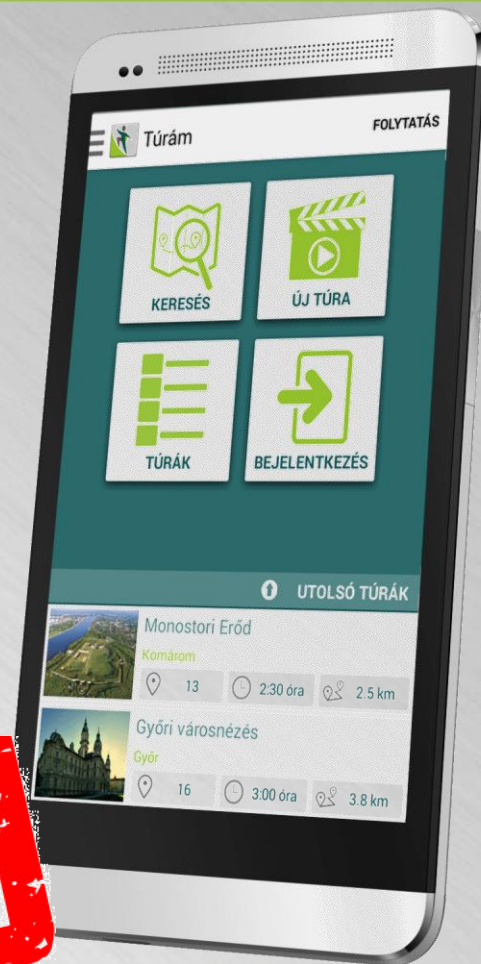 Túrám
FOLYTATÁS
KERESÉS
ÚJ TÚRA
TÚRÁK
BEJELENTKEZÉS
UTOLSÓ TÚRÁK
Monostori Erőd
Komárom
13
2:30 óra
2.5 km
Győri városnézés
Győr
16
3:00 óra
3.8 km